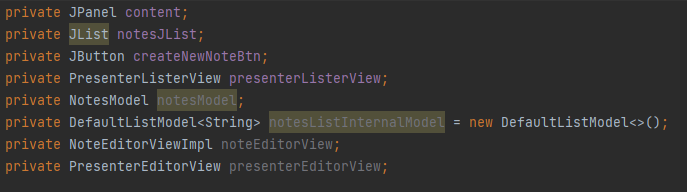 private JPanel content;
private JList notesJList;
private JButton createNewNoteBtn;
private PresenterListerView presenterListerView;
private NotesModel notesModel;
private DefaultListModel<String> notesListInternalModel = new DefaultListModel<>();
private NoteEditorViewImpl noteEditorView;
private PresenterEditorView presenterEditorView;